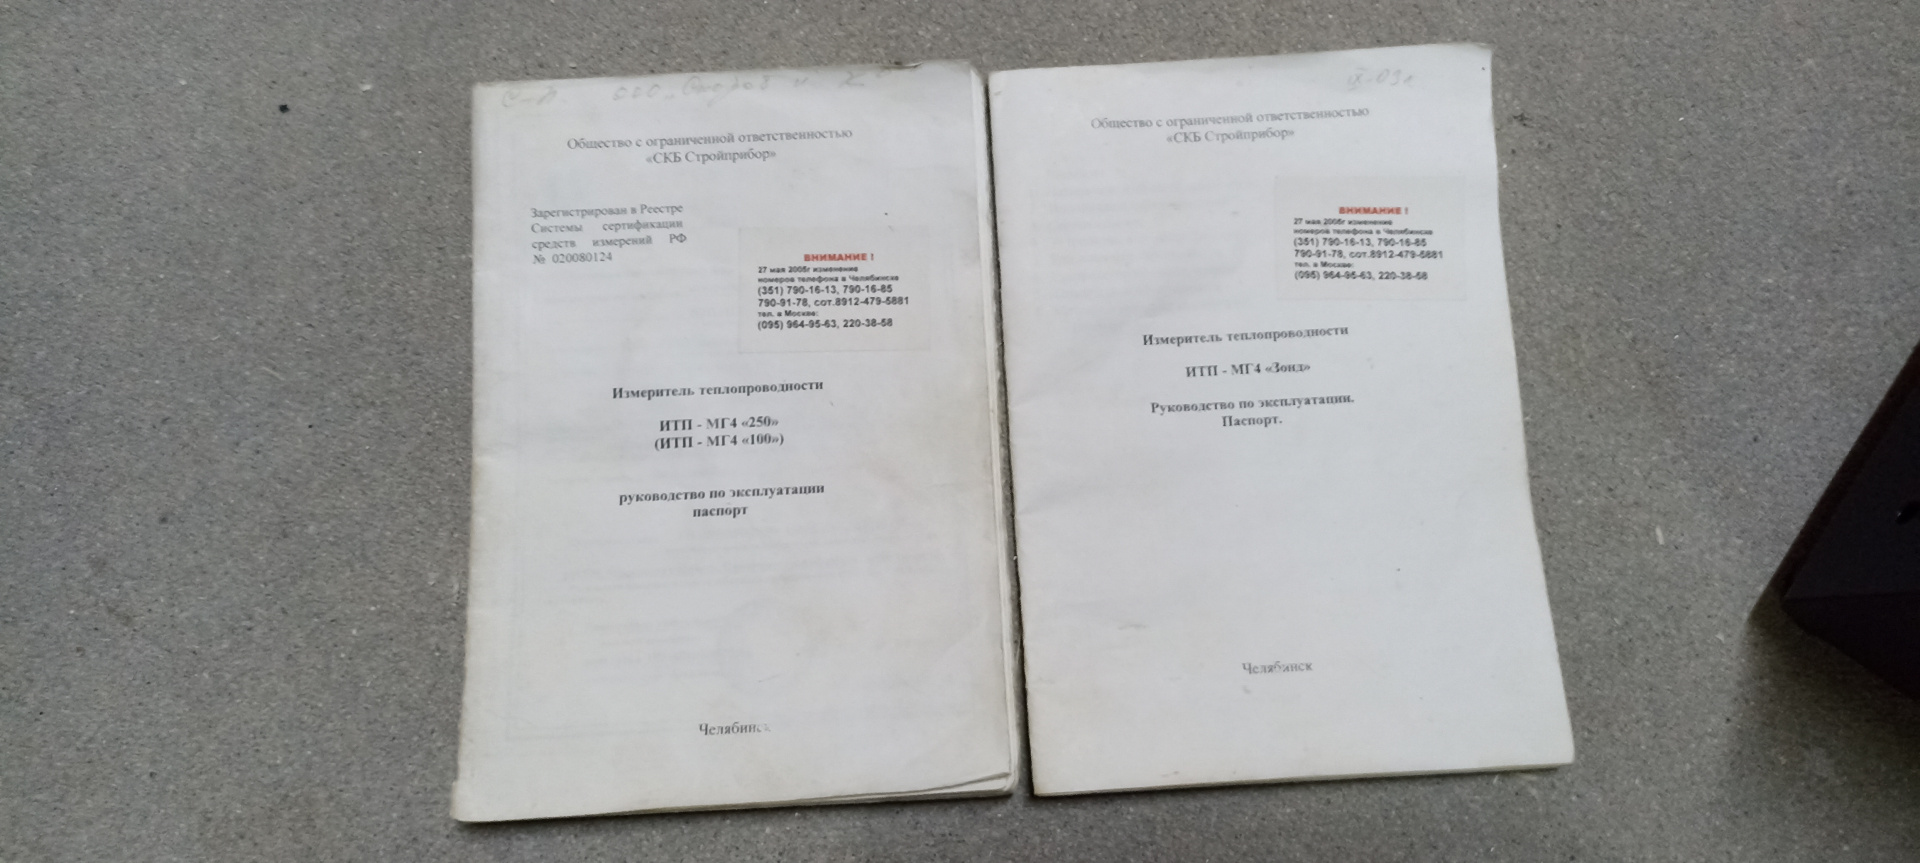 Общество с ограниченной ответственностью
«СКБ Стройприбор»
Зарегистрирован в Реестре
Системы сертификации
средств измерений РФ
№ 020080124
ВНИМАНИЕ !
27 мая 2005г изменение
номеров телефона в Челябинске
(351) 790-16-13, 790-16-85
790-91-78, сот.8912-479-5881
тел. в Москве:
(095) 964-95-63, 220-38-58
Измеритель теплопроводности
ИТП - МГ4 «250»
(ИТП - МГ4 «100»)
руководство по эксплуатации
паспорт
Челябинск
IX-03г
Общество с ограниченной ответственностью
«СКБ Стройприбор»
ВНИМАНИЕ !
27 мая 2005г изменение
номеров телефона в Челябинске
(351) 790-16-13, 790-16-85
790-91-78, сот.8912-479-5881
тел. в Москве:
(095) 964-95-63, 220-38-58
Измеритель теплопроводности
ИТП - МГ4 «Зонд»
Руководство по эксплуатации.
Паспорт.
Челябинск